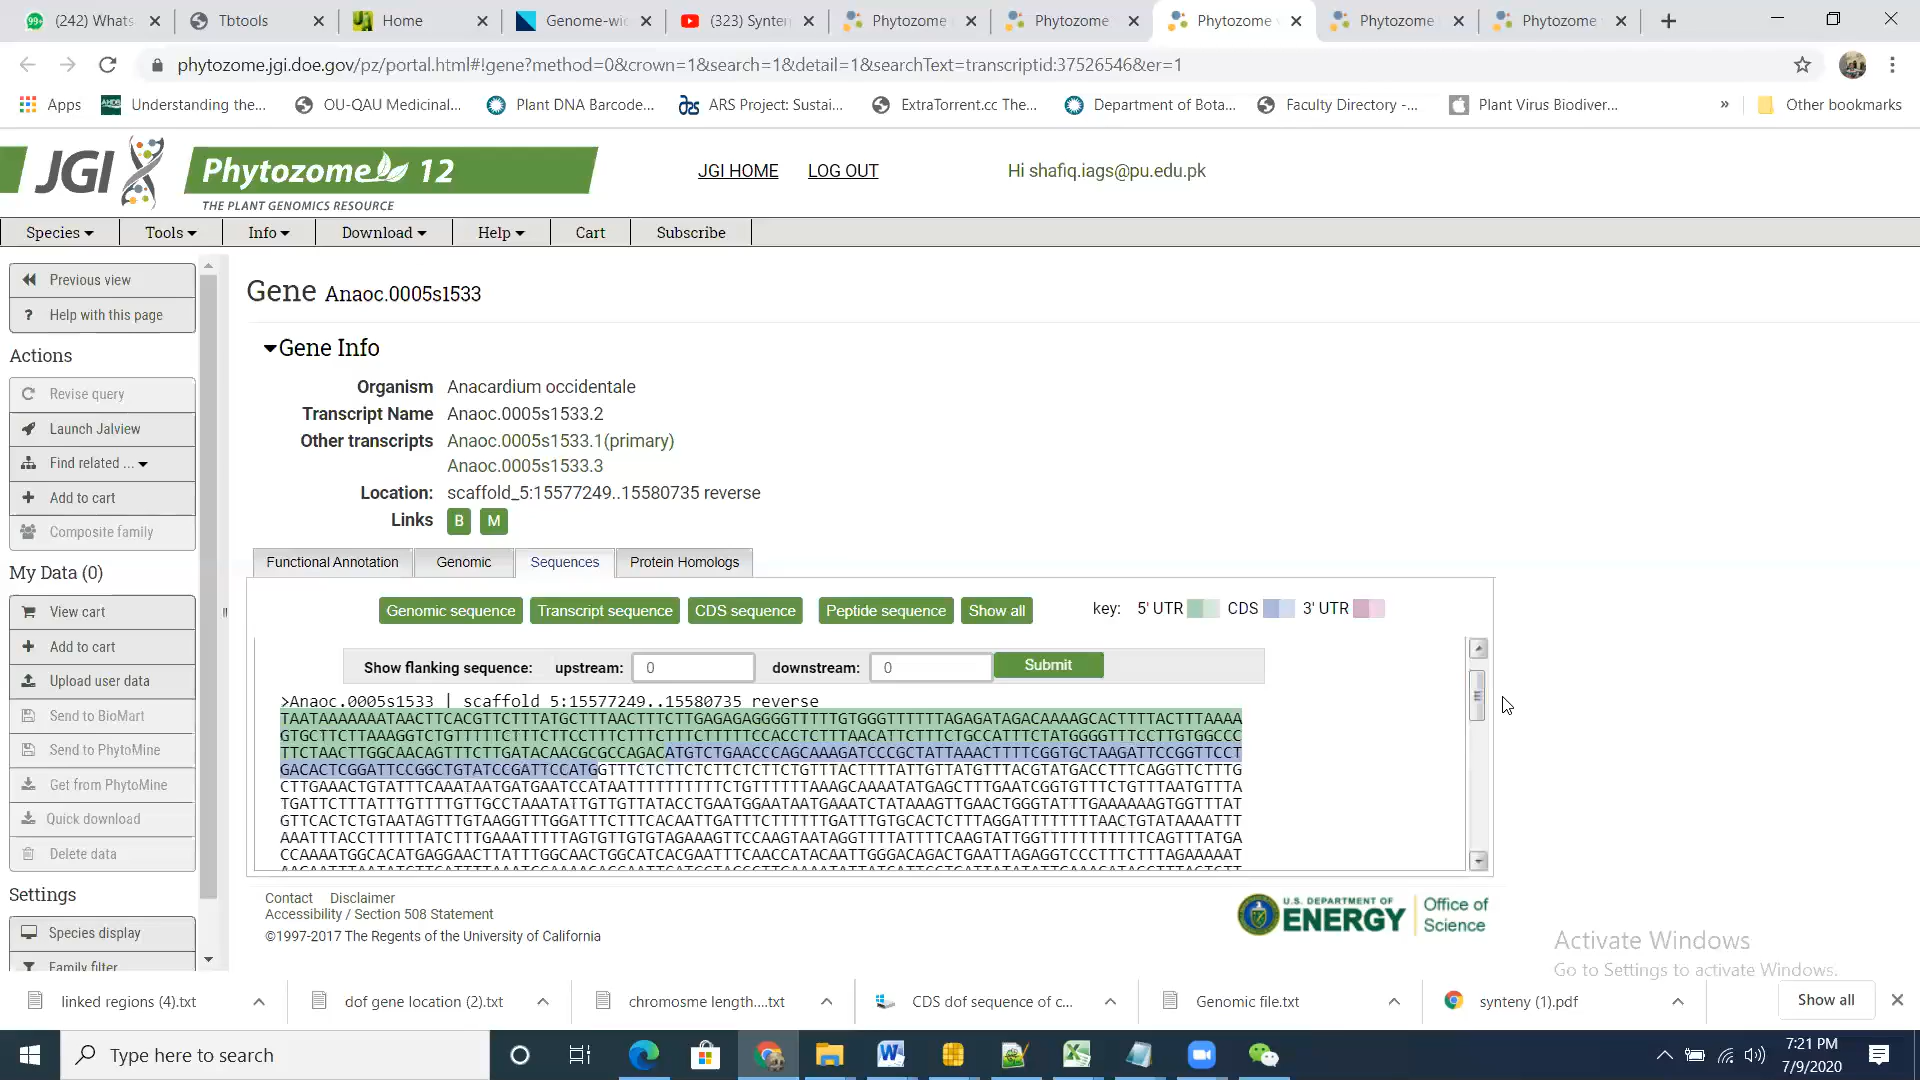 (242) Whats
Tbtools
Home
Genome-wi
(323) Synter
Phytozome
Phytozome
Phytozome
Phytozome
Phytozome
phytozome.jgi.doe.gov/pz/portal.html#!gene?method=0&crown=1&search=1&detail=1&searchText=transcriptid:37526546&er=1
Apps
Understanding the...
OU-QAU Medicinal...
Plant DNA Barcode...
ARS Project: Sustai...
ExtraTorrent.cc The...
Department of Bota...
Faculty Directory -...
Plant Virus Biodiver...
»
Other bookmarks
JGI
Phytozome 12
THE PLANT GENOMICS RESOURCE
JGI HOME
LOG OUT
Hi shafiq.iags@pu.edu.pk
Species
Tools
Info
Download
Help
Cart
Subscribe
Previous view
? Help with this page
Actions
Revise query
Launch Jalview
Find related ...
Add to cart
Composite family
My Data (0)
View cart
Add to cart
Upload user data
Send to BioMart
Send to PhytoMine
Get from PhytoMine
Quick download
Delete data
Settings
Species display
Family filter
Gene Anaoc.0005s1533
Gene Info
Organism Anacardium occidentale
Transcript Name Anaoc.0005s1533.2
Other transcripts Anaoc.0005s1533.1(primary)
Anaoc.0005s1533.3
Location: scaffold_5:15577249..15580735 reverse
Links B M
Functional Annotation
Genomic
Sequences
Protein Homologs
Genomic sequence
Transcript sequence
CDS sequence
Peptide sequence
Show all
key: 5' UTR CDS 3' UTR
Show flanking sequence: upstream: 0 downstream: 0 Submit
>Anaoc.0005s1533 | scaffold_5:15577249..15580735 reverse
TAATAAAAAAATAACTTCACGTTCTTTATGCTTTAACTTTCTTGAGAGAGGGGTTTTTGTGGGTTTTTTAGAGATAGACAAAAGCACTTTTACTTTAAAA
GTGCTTCTTAAAGGTCTGTTTTTCTTCTTCCTTTCTTTCTTTCTTTTTCCACCTCTTTAACATTCTTTCTGCCATTTCTATGGGGTTTCCTTGTGGCCC
TTCTAACTTGGCAACAGTTTCTTGATACAACGCGCCAGACATGTCTGAACCCAGCAAAGATCCCGCTATTAAACTTTTCGGTGCTAAGATTCCGGTTCCT
GACACTCGGATTCCGGCTGTATCCGATTCCATGGTTTCTCTTCTCTTCTCTTCTGTTTACTTTTATTGTTATGTTTACGTATGACCTTTCAGGTTCTTTG
CTTGAAACTGTATTTCAAATAATGATGAATCCATAATTTTTTTTTCTGTTTTTTAAAGCAAAATATGAGCTTTGAATCGGTGTTTCTGTTTAATGTTTA
TGATTCTTTATTTGTTTTGTTGCCTAAATATTGTTGTTATACCTGAATGGAATAATGAAATCTATAAAGTTGAACTGGGTATTTGAAAAAAGTGGTTTAT
GTTCACTCTGTAATAGTTTGTAAGGTTTGGATTTCTTTCACAATTGATTTCTTTTTTGATTTGTGCACTCTTTAGGATTTTTTTTTAACTGTATAAAATTT
AAATTTACCTTTTTTATCTTTGAAATTTTTAGTGTTGTGTAGAAAGTTCCAAGTAATAGGTTTTATTTTCAAGTATTGGTTTTTTTTTTTCAGTTTATGA
CCAAAATGGCACATGAGGAACTTATTTGGCAACTGGCATCACGAATTTCAACCATACAATTGGGACAGACTGAATTAGAGGTCCCTTTCTTTAGAAAAAT
Contact Disclaimer
Accessibility / Section 508 Statement
©1997-2017 The Regents of the University of California
U.S. DEPARTMENT OF
ENERGY
Office of
Science
Activate Windows
Go to Settings to activate Windows.
linked regions (4).txt
dof gene location (2).txt
chromosme length....txt
CDS dof sequence of c...
Genomic file.txt
synteny (1).pdf
Show all
Type here to search
7:21 PM
7/9/2020